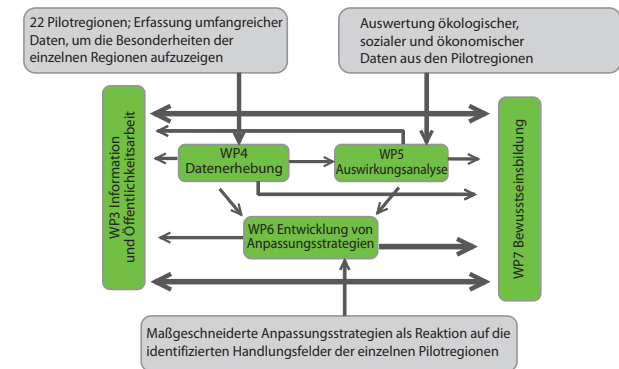 22 Pilotregionen; Erfassung umfangreicher
Daten, um die Besonderheiten der
einzelnen Regionen aufzuzeigen
Auswertung ökologischer,
sozialer und ökonomischer
Daten aus den Pilotregionen
WP3 Information
und Öffentlichkeitsarbeit
WP4
Datenerhebung
WP5
Auswirkungsanalyse
WP6 Entwicklung von
Anpassungsstrategien
WP7 Bewusstseinsbildung
Maßgeschneiderte Anpassungsstrategien als Reaktion auf die
identifizierten Handlungsfelder der einzelnen Pilotregionen